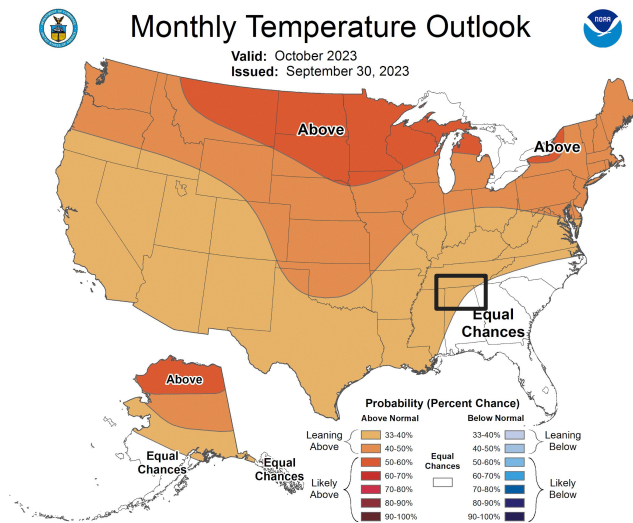 Monthly Temperature Outlook
NOAA
Valid: October 2023
Issued: September 30, 2023
Above
Above
Equal
Chances
Above
Equal
Chances
Equal
Chances
Probability (Percent Chance)
Above Normal
Below Normal
Leaning
Above
33-40%
40-50%
Likely
Above
50-60%
60-70%
70-80%
80-90%
90-100%
Equal
Chances
33-40%
40-50%
Leaning
Below
50-60%
60-70%
70-80%
80-90%
90-100%
Likely
Below